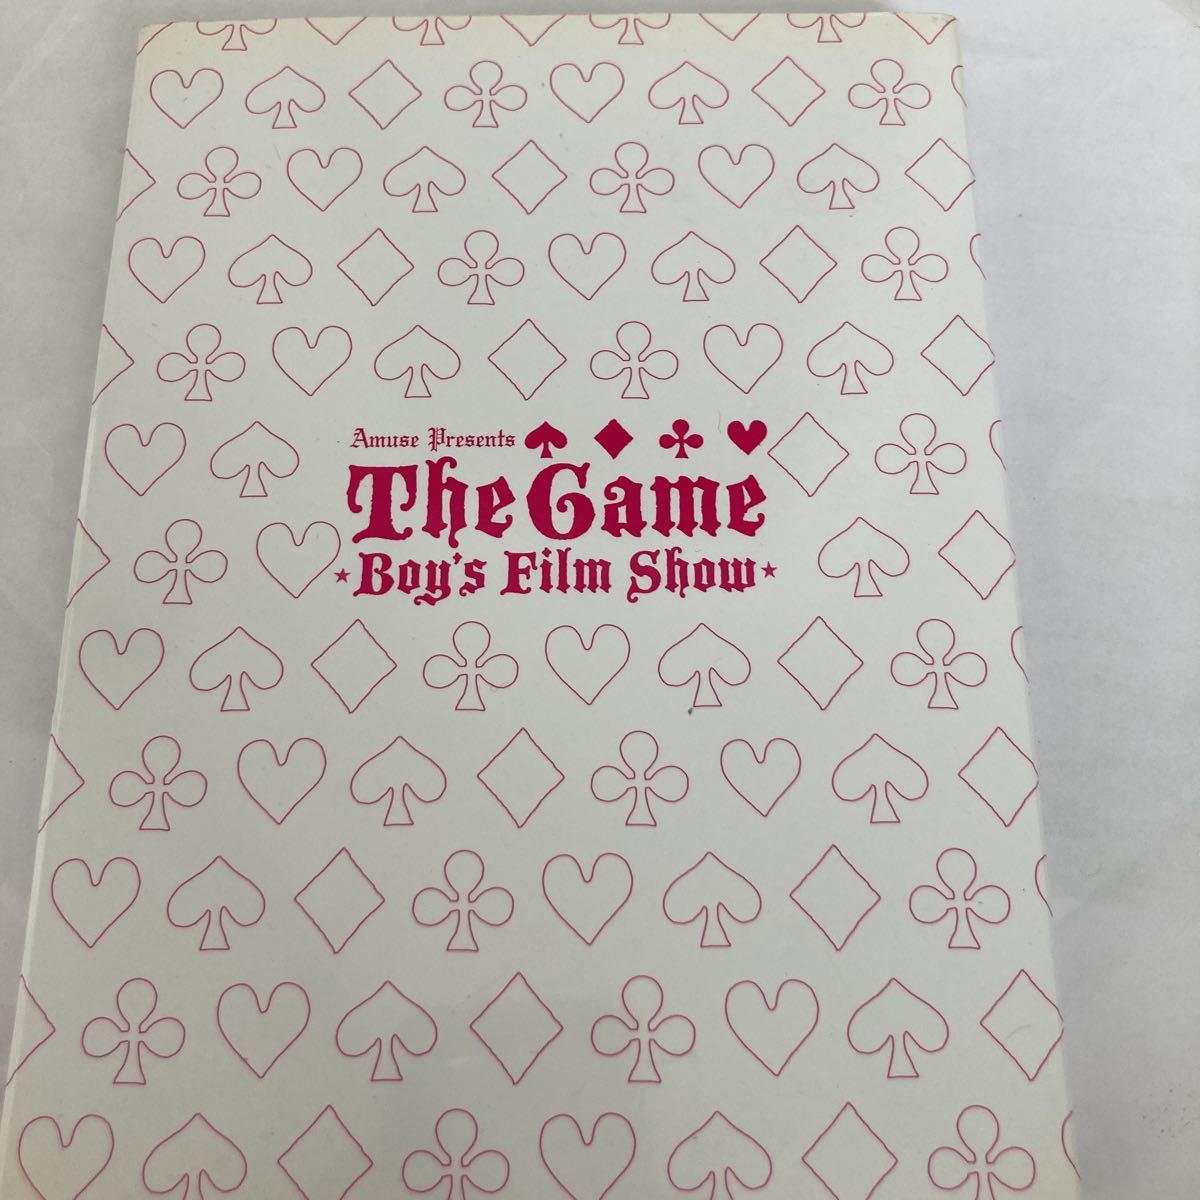 Amuse Presents ♠ ♦ ♣ ♥
The Game
★Boy's Film Show★